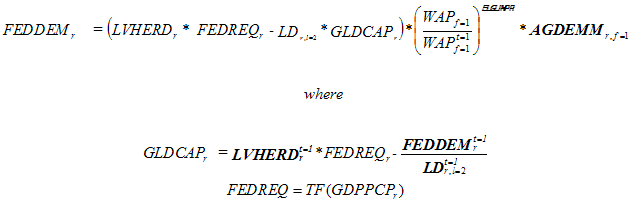 FEDDEM_r = (LVHERD_r * FEDREQ_r - LD_{r,l=2} * GLDCAP_r) * (WAP_{f=1} / WAP_{f=1}^{t=1}) * AGDEMM_{r,f=1}
where
GLDCAP_r = LVHERD_r^{t=1} * FEDREQ_r - FEDDEM_r^{t=1} / LD_{r,l=2}^{t=1}
FEDREQ = TF(GDPPCP_r)